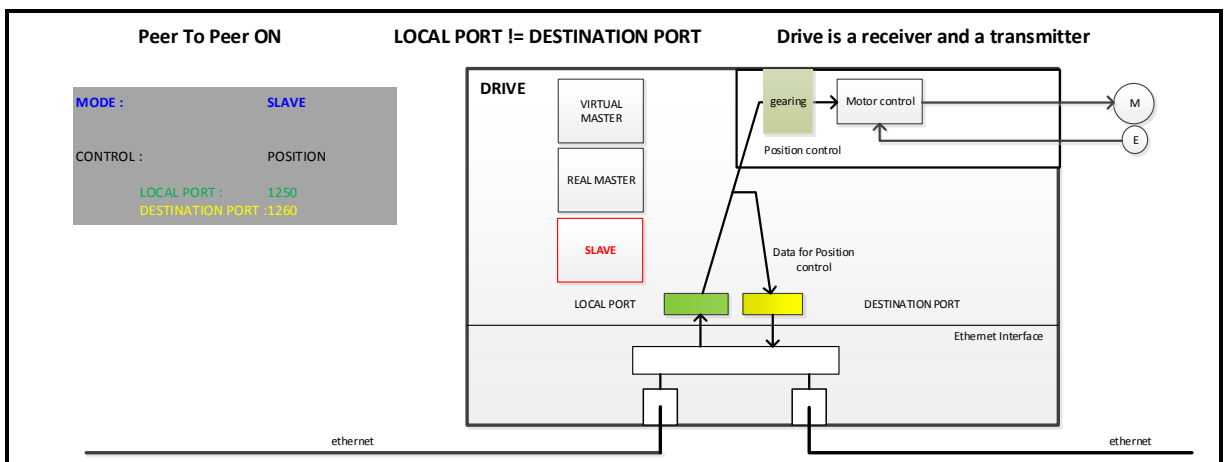 Peer To Peer ON LOCAL PORT != DESTINATION PORT Drive is a receiver and a transmitter
MODE : SLAVE
CONTROL : POSITION
LOCAL PORT : 1250
DESTINATION PORT :1260
DRIVE
VIRTUAL
MASTER
REAL MASTER
SLAVE
gearing
Motor control
Position control
M
E
Data for Position
control
LOCAL PORT
DESTINATION PORT
Ethernet Interface
ethernet
ethernet